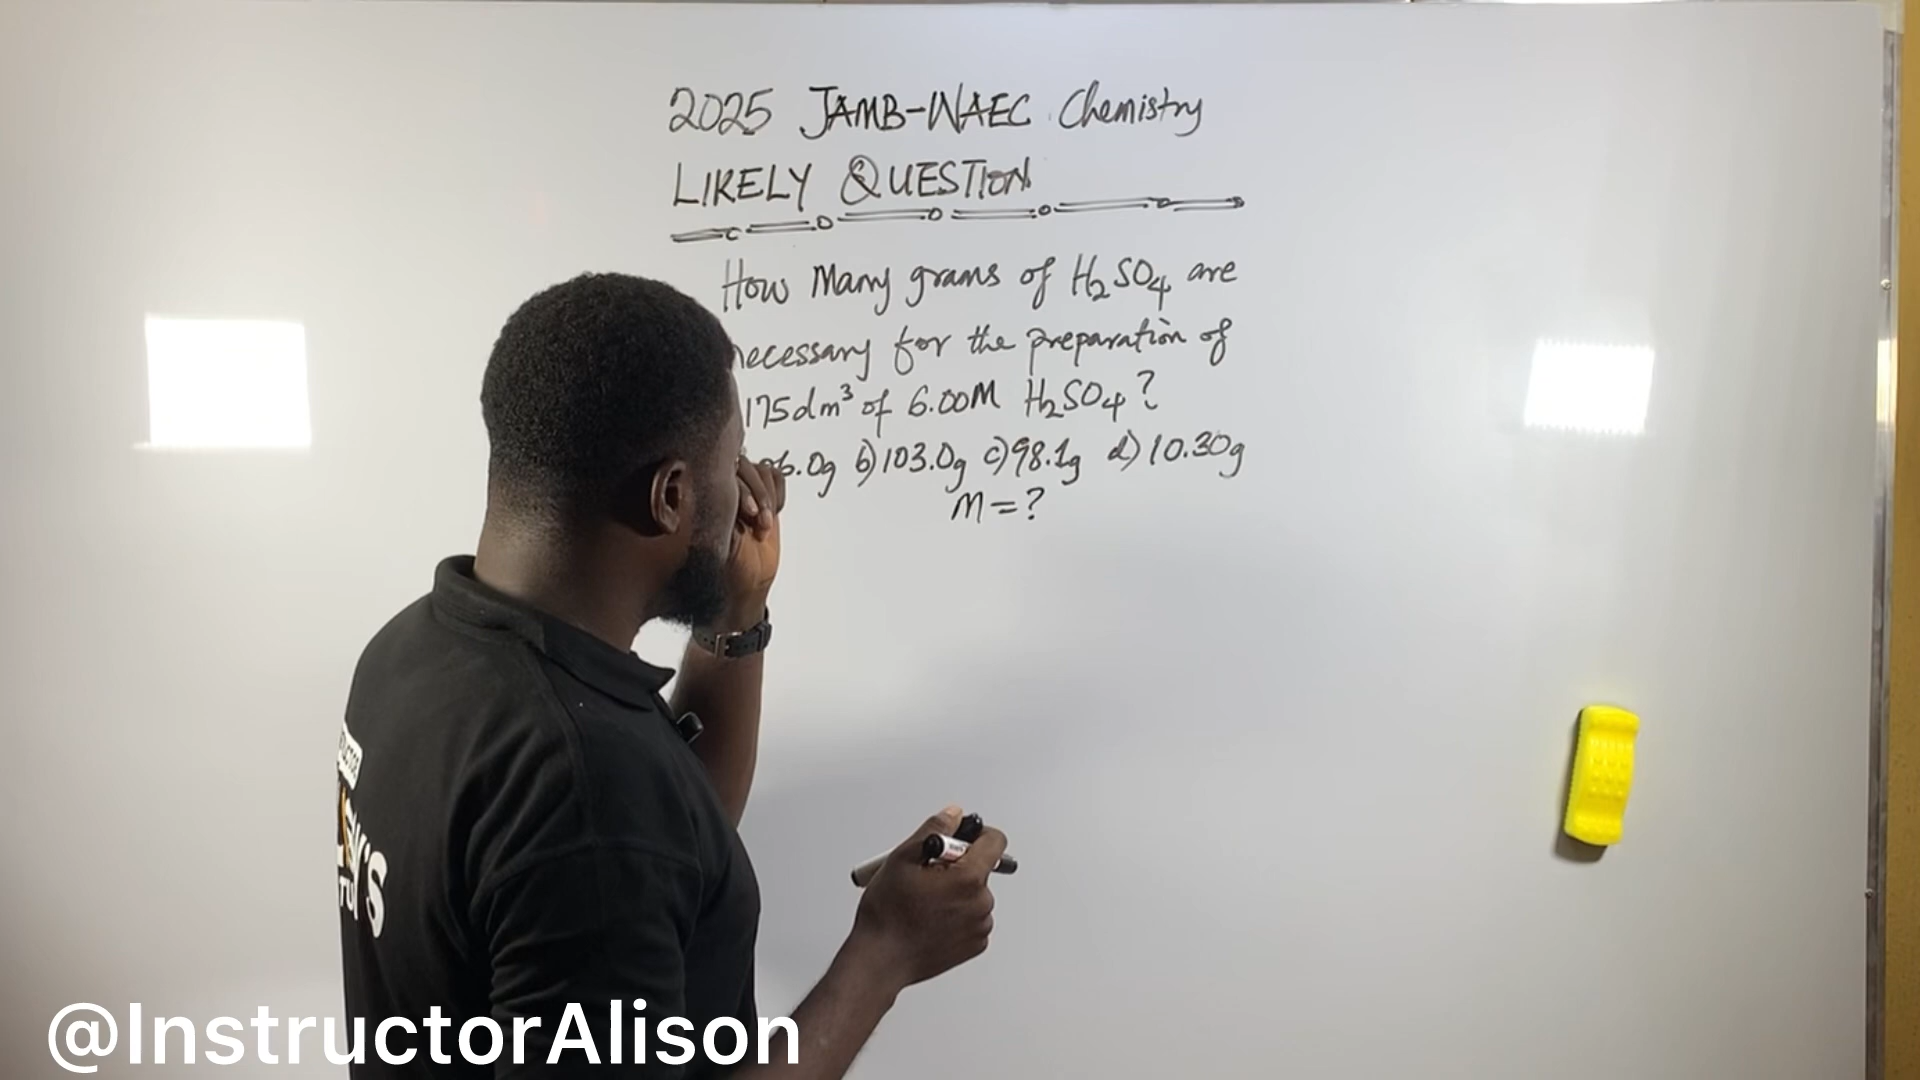 2025 JAMB-WAEC Chemistry
LIKELY QUESTION
How Many grams of H₂SO₄ are
necessary for the preparation of
175dm³ of 6.00M H₂SO₄?
06.0g b) 103.0g c) 98.1g d) 10.30g
M = ?
@InstructorAlison